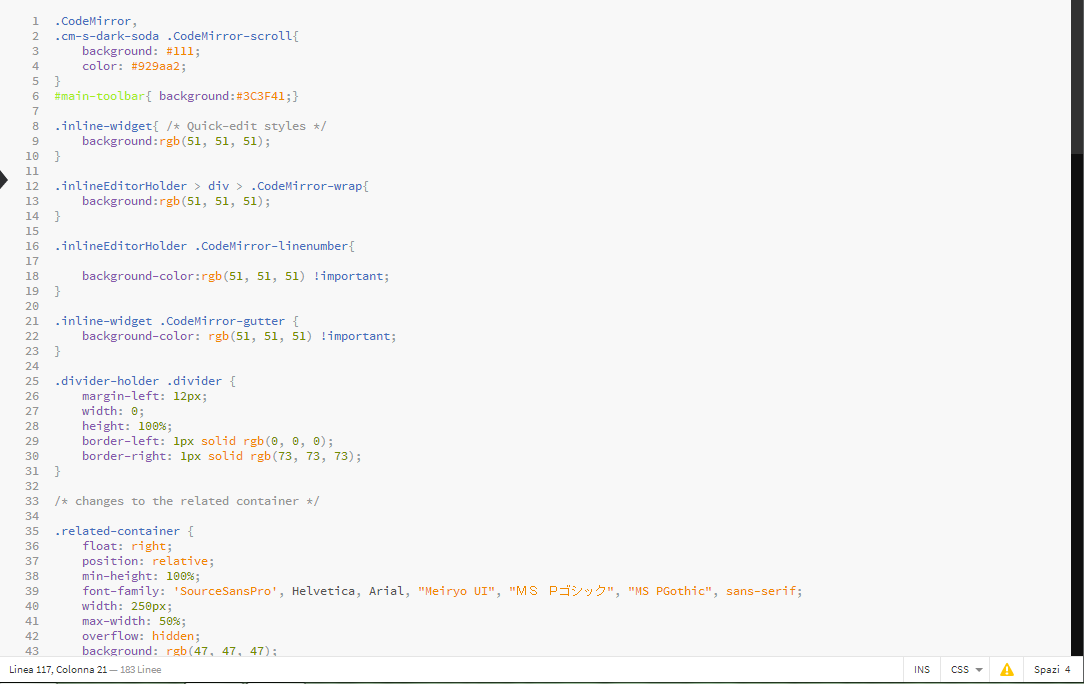 1 .CodeMirror,
2 .cm-s-dark-soda .CodeMirror-scroll{
3 background: #111;
4 color: #929aa2;
5 }
6 #main-toolbar{ background:#3C3F41;}
7
8 .inline-widget{ /* Quick-edit styles */
9 background:rgb(51, 51, 51);
10 }
11
12 .inlineEditorHolder > div > .CodeMirror-wrap{
13 background:rgb(51, 51, 51);
14 }
15
16 .inlineEditorHolder .CodeMirror-linenumber{
17
18 background-color:rgb(51, 51, 51) !important;
19 }
20
21 .inline-widget .CodeMirror-gutter {
22 background-color: rgb(51, 51, 51) !important;
23 }
24
25 .divider-holder .divider {
26 margin-left: 12px;
27 width: 0;
28 height: 100%;
29 border-left: 1px solid rgb(0, 0, 0);
30 border-right: 1px solid rgb(73, 73, 73);
31 }
32
33 /* changes to the related container */
34
35 .related-container {
36 float: right;
37 position: relative;
38 min-height: 100%;
39 font-family: 'SourceSansPro', Helvetica, Arial, "Meiryo UI", "ＭＳ Ｐゴシック", "MS PGothic", sans-serif;
40 width: 250px;
41 max-width: 50%;
42 overflow: hidden;
43 background: rgb(47, 47, 47);
Linea 117, Colonna 21 — 183 Linee INS CSS Spazi 4